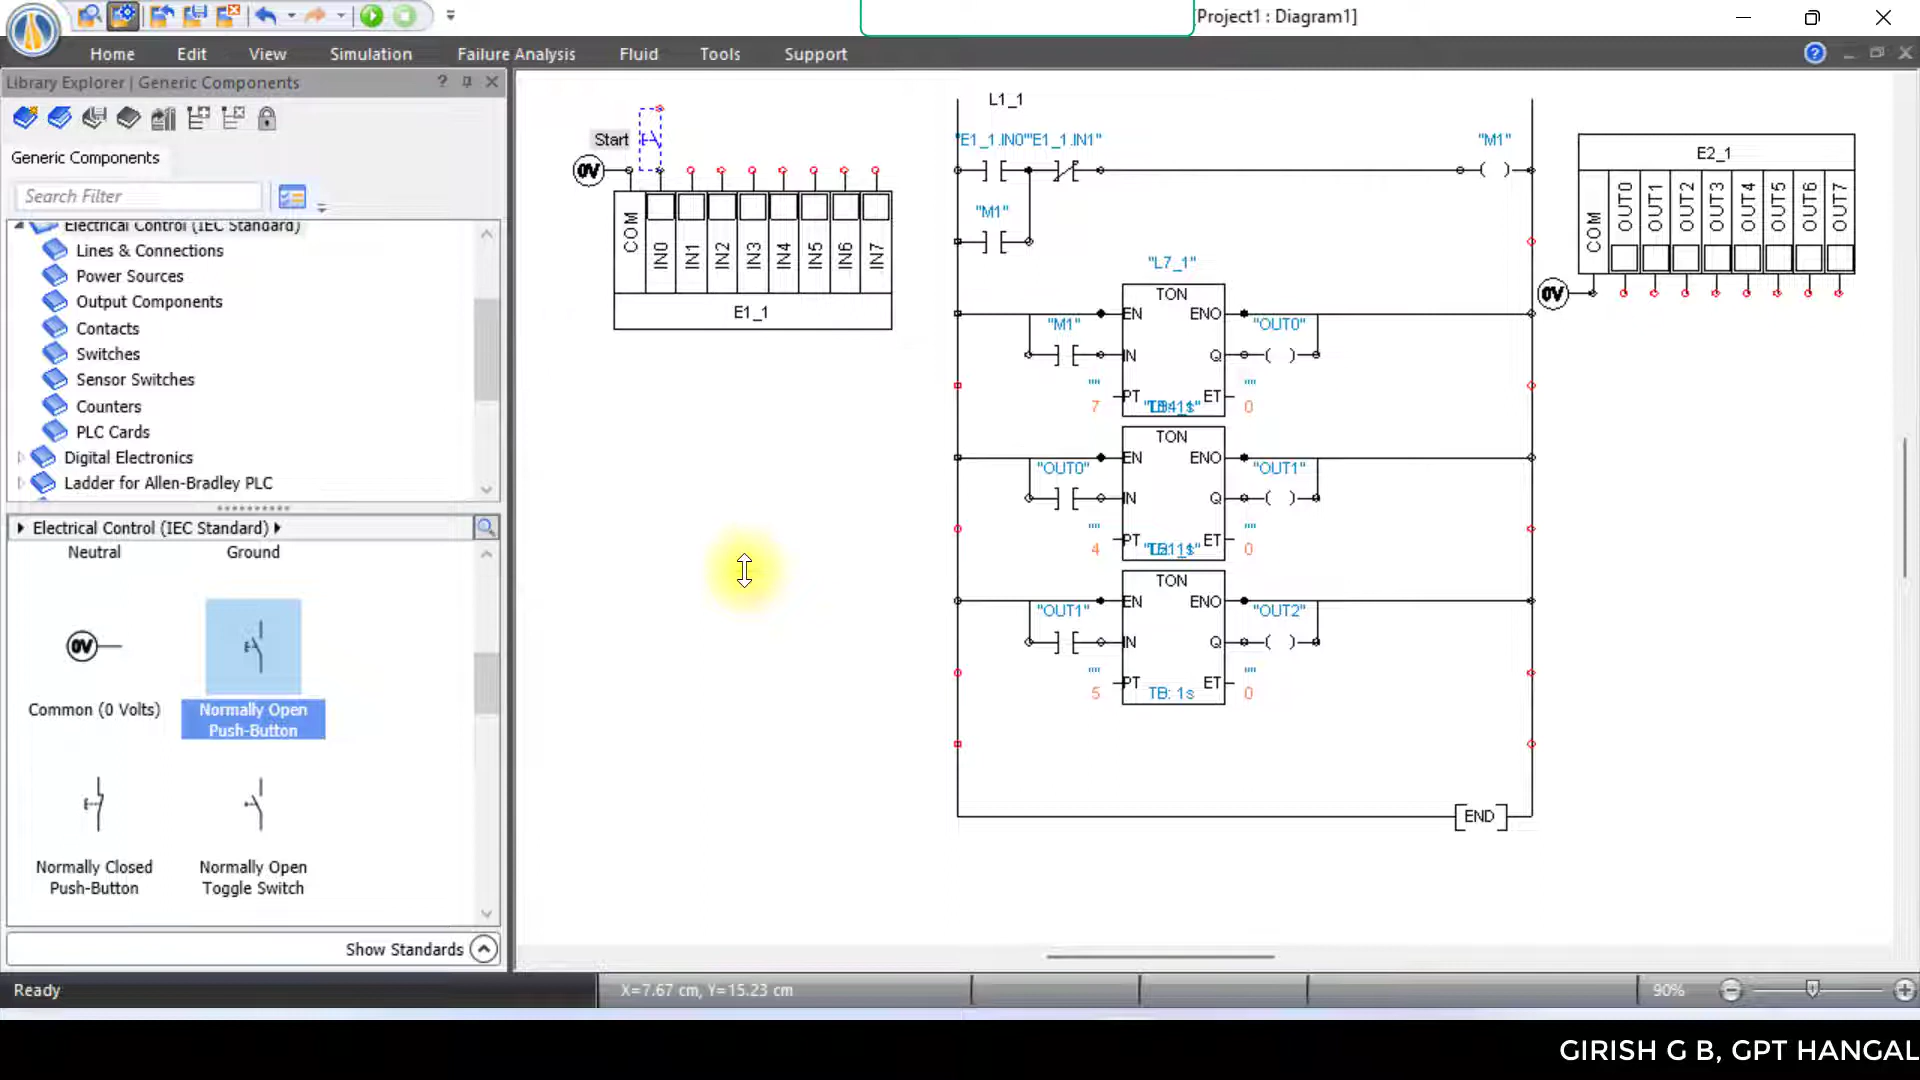 [Project1 : Diagram1]
Home Edit View Simulation Failure Analysis Fluid Tools Support
Library Explorer | Generic Components
Generic Components
Search Filter
Electrical Control (IEC Standard)
Lines & Connections
Power Sources
Output Components
Contacts
Switches
Sensor Switches
Counters
PLC Cards
Digital Electronics
Ladder for Allen-Bradley PLC
Electrical Control (IEC Standard)
Neutral Ground
0V
Common (0 Volts)
Normally Open
Push-Button
Normally Closed
Push-Button
Normally Open
Toggle Switch
Show Standards
Start
0V
COM IN0 IN1 IN2 IN3 IN4 IN5 IN6 IN7
E1_1
L1_1
"E1_1.IN0" "E1_1.IN1" "M1"
"M1"
"L7_1"
TON
EN ENO
"M1" "OUT0"
IN Q
"" ""
PT ET
7 0
TON
EN ENO
"OUT0" "OUT1"
IN Q
"" ""
PT ET
4 0
TON
EN ENO
"OUT1" "OUT2"
IN Q
"" ""
PT ET
5 TB: 1s 0
END
E2_1
COM OUT0 OUT1 OUT2 OUT3 OUT4 OUT5 OUT6 OUT7
0V
Ready X=7.67 cm, Y=15.23 cm 90%
GIRISH G B, GPT HANGAL